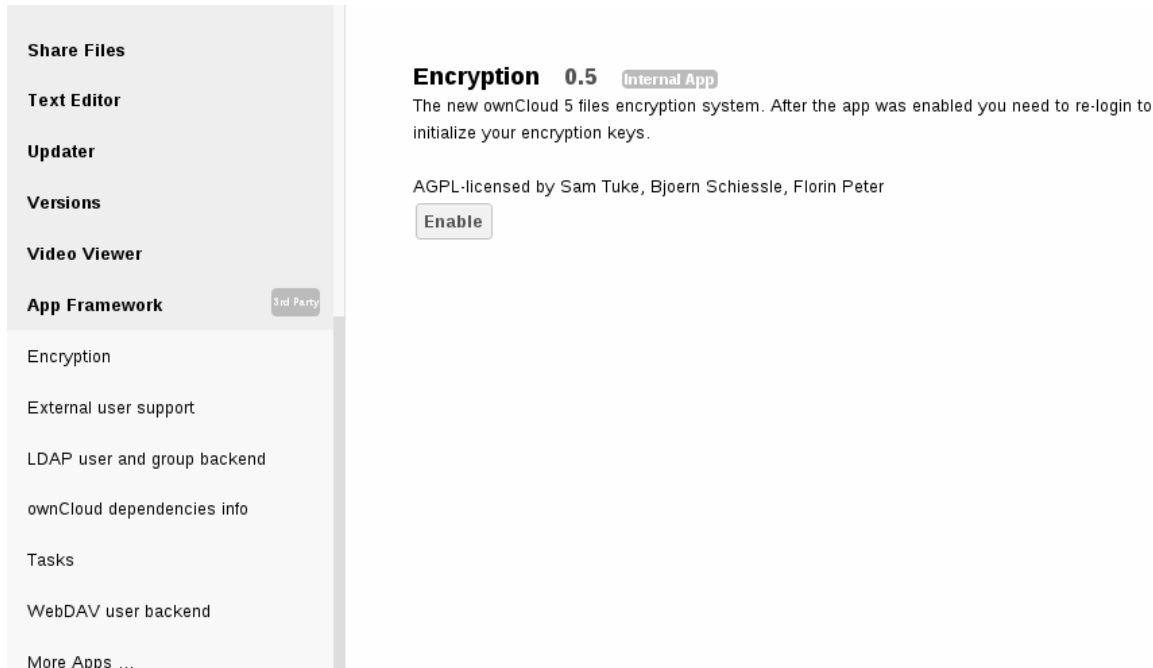 Share Files
Text Editor
Updater
Versions
Video Viewer
App Framework 3rd Party
Encryption
External user support
LDAP user and group backend
ownCloud dependencies info
Tasks
WebDAV user backend
More Apps ...
Encryption 0.5 Internal App
The new ownCloud 5 files encryption system. After the app was enabled you need to re-login to
initialize your encryption keys.
AGPL-licensed by Sam Tuke, Bjoern Schiessle, Florin Peter
Enable